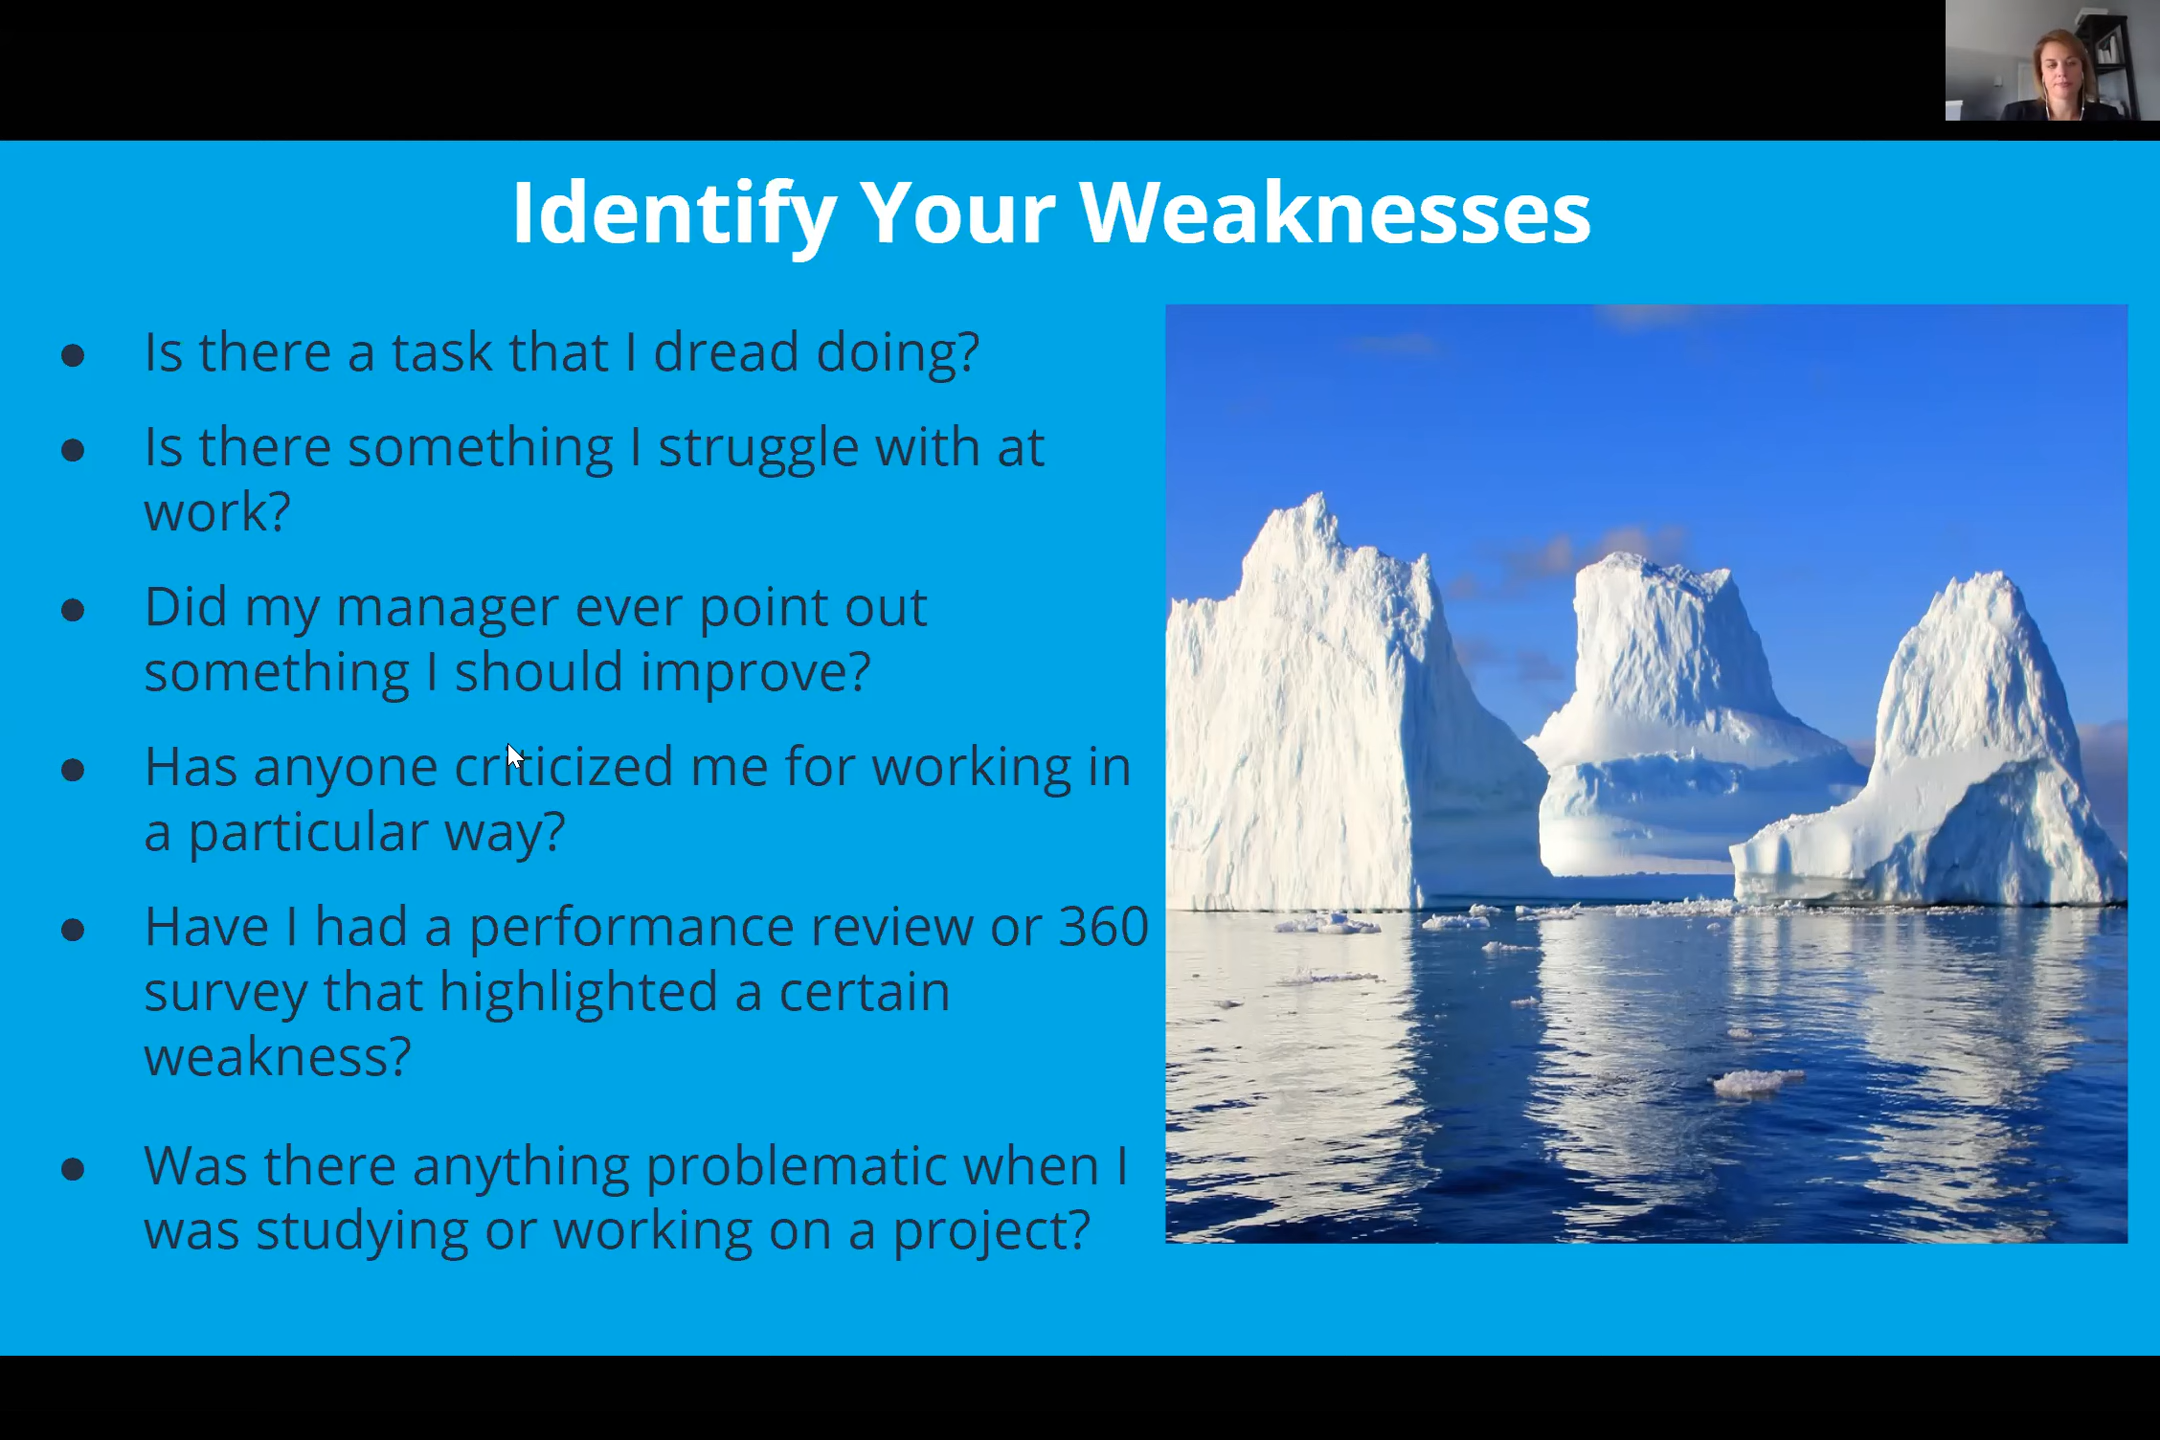 Identify Your Weaknesses
● Is there a task that I dread doing?
● Is there something I struggle with at
work?
● Did my manager ever point out
something I should improve?
● Has anyone criticized me for working in
a particular way?
● Have I had a performance review or 360
survey that highlighted a certain
weakness?
● Was there anything problematic when I
was studying or working on a project?